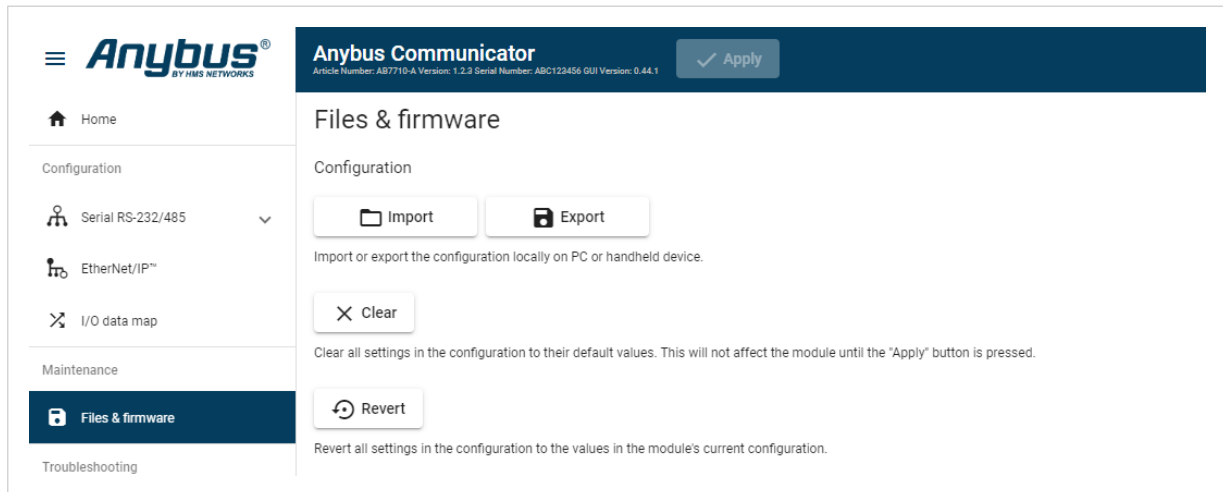 Anybus®
BY HMS NETWORKS
Anybus Communicator
Article Number: AB7710-A Version: 1.2.3 Serial Number: ABC123456 GUI Version: 0.44.1
Apply
Home
Configuration
Serial RS-232/485
EtherNet/IP™
I/O data map
Maintenance
Files & firmware
Troubleshooting
Files & firmware
Configuration
Import
Export
Import or export the configuration locally on PC or handheld device.
Clear
Clear all settings in the configuration to their default values. This will not affect the module until the "Apply" button is pressed.
Revert
Revert all settings in the configuration to the values in the module's current configuration.